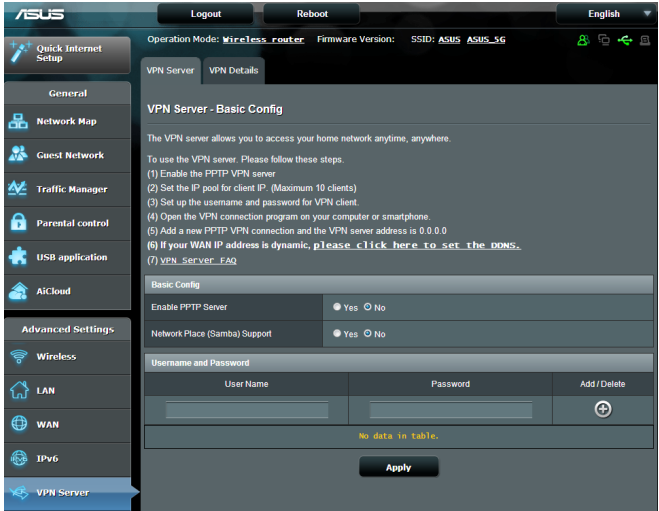 ASUS
Logout
Reboot
English
Quick Internet
Setup
Operation Mode: Wireless router Firmware Version: SSID: ASUS ASUS_5G
VPN Server
VPN Details
General
Network Map
Guest Network
Traffic Manager
Parental control
USB application
AiCloud
Advanced Settings
Wireless
LAN
WAN
IPv6
VPN Server
VPN Server - Basic Config
The VPN server allows you to access your home network anytime, anywhere.
To use the VPN server. Please follow these steps.
(1) Enable the PPTP VPN server
(2) Set the IP pool for client IP. (Maximum 10 clients)
(3) Set up the username and password for VPN client.
(4) Open the VPN connection program on your computer or smartphone.
(5) Add a new PPTP VPN connection and the VPN server address is 0.0.0.0
(6) If your WAN IP address is dynamic, please click here to set the DDNS.
(7) VPN Server FAQ
Basic Config
Enable PPTP Server Yes No
Network Place (Samba) Support Yes No
Username and Password
User Name Password Add / Delete
No data in table.
Apply